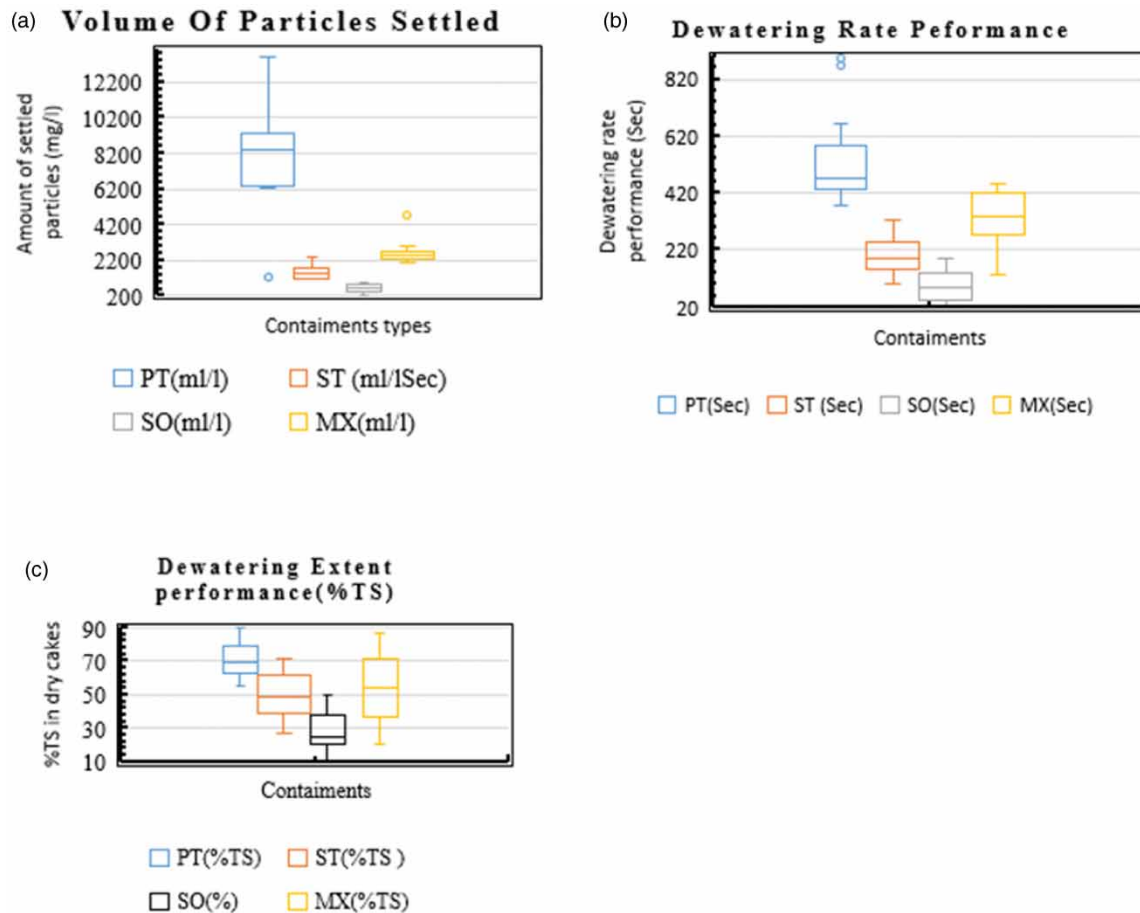 (a)
Volume Of Particles Settled
Amount of settled
particles (mg/l)
12200
10200
8200
6200
4200
2200
200
Contaiments types
PT(ml/l)
ST (ml/lSec)
SO(ml/l)
MX(ml/l)
(b)
Dewatering Rate Peformance
Dewatering rate
performance (Sec)
820
620
420
220
20
Contaiments
PT(Sec)
ST (Sec)
SO(Sec)
MX(Sec)
(c)
Dewatering Extent
performance(%TS)
%TS in dry cakes
90
70
50
30
10
Contaiments
PT(%TS)
ST(%TS )
SO(%)
MX(%TS)